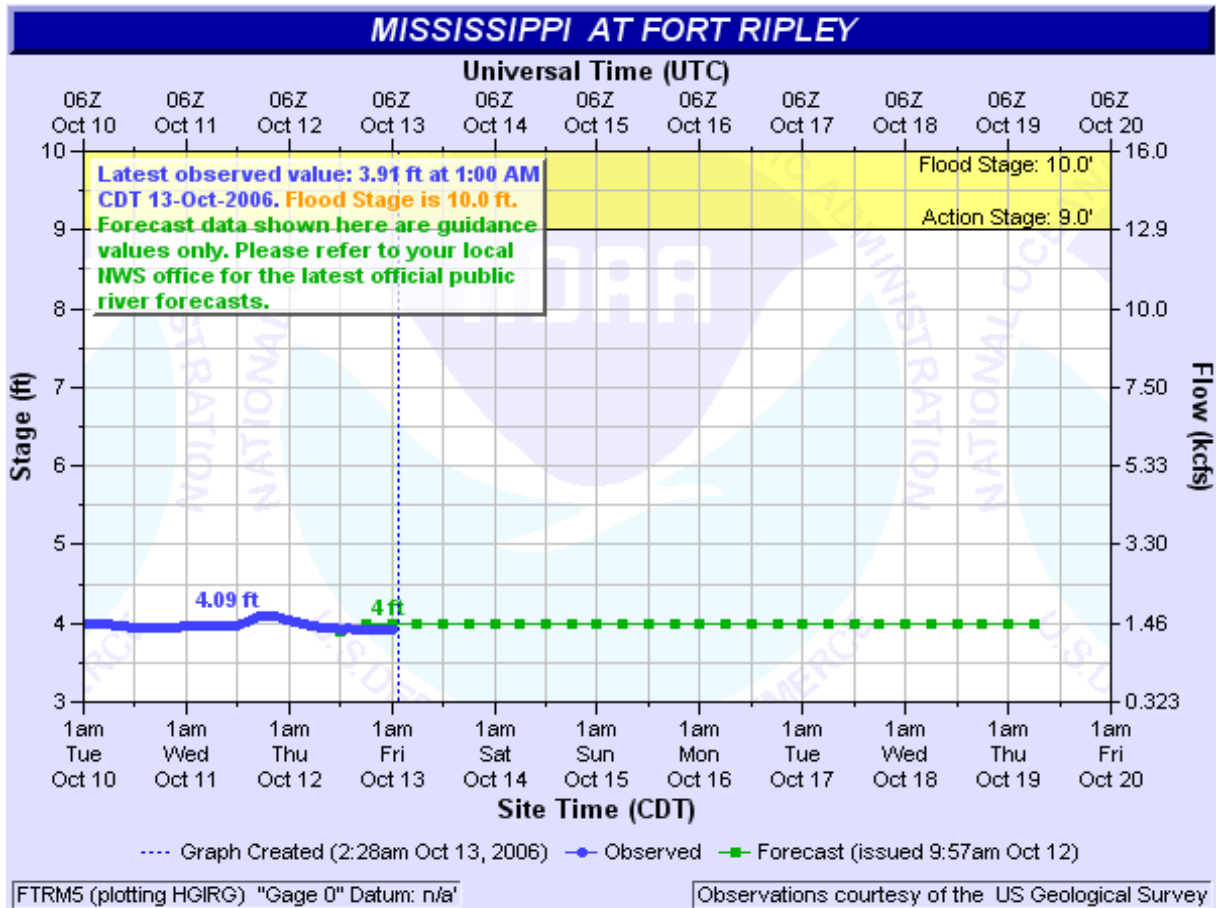 MISSISSIPPI AT FORT RIPLEY
Universal Time (UTC)
06Z 06Z 06Z 06Z 06Z 06Z 06Z 06Z 06Z 06Z 06Z
Oct 10 Oct 11 Oct 12 Oct 13 Oct 14 Oct 15 Oct 16 Oct 17 Oct 18 Oct 19 Oct 20
Latest observed value: 3.91 ft at 1:00 AM
CDT 13-Oct-2006. Flood Stage is 10.0 ft.
Forecast data shown here are guidance
values only. Please refer to your local
NWS office for the latest official public
river forecasts.
Flood Stage: 10.0'
Action Stage: 9.0'
Stage (ft)
10
9
8
7
6
5
4
3
Flow (kcfs)
16.0
12.9
10.0
7.50
5.33
3.30
1.46
0.323
4.09 ft
4 ft
NOAA
1am 1am 1am 1am 1am 1am 1am 1am 1am 1am 1am
Tue Wed Thu Fri Sat Sun Mon Tue Wed Thu Fri
Oct 10 Oct 11 Oct 12 Oct 13 Oct 14 Oct 15 Oct 16 Oct 17 Oct 18 Oct 19 Oct 20
Site Time (CDT)
Graph Created (2:28am Oct 13, 2006) Observed Forecast (issued 9:57am Oct 12)
FTRM5 (plotting HGIRG) "Gage 0" Datum: n/a'
Observations courtesy of the US Geological Survey